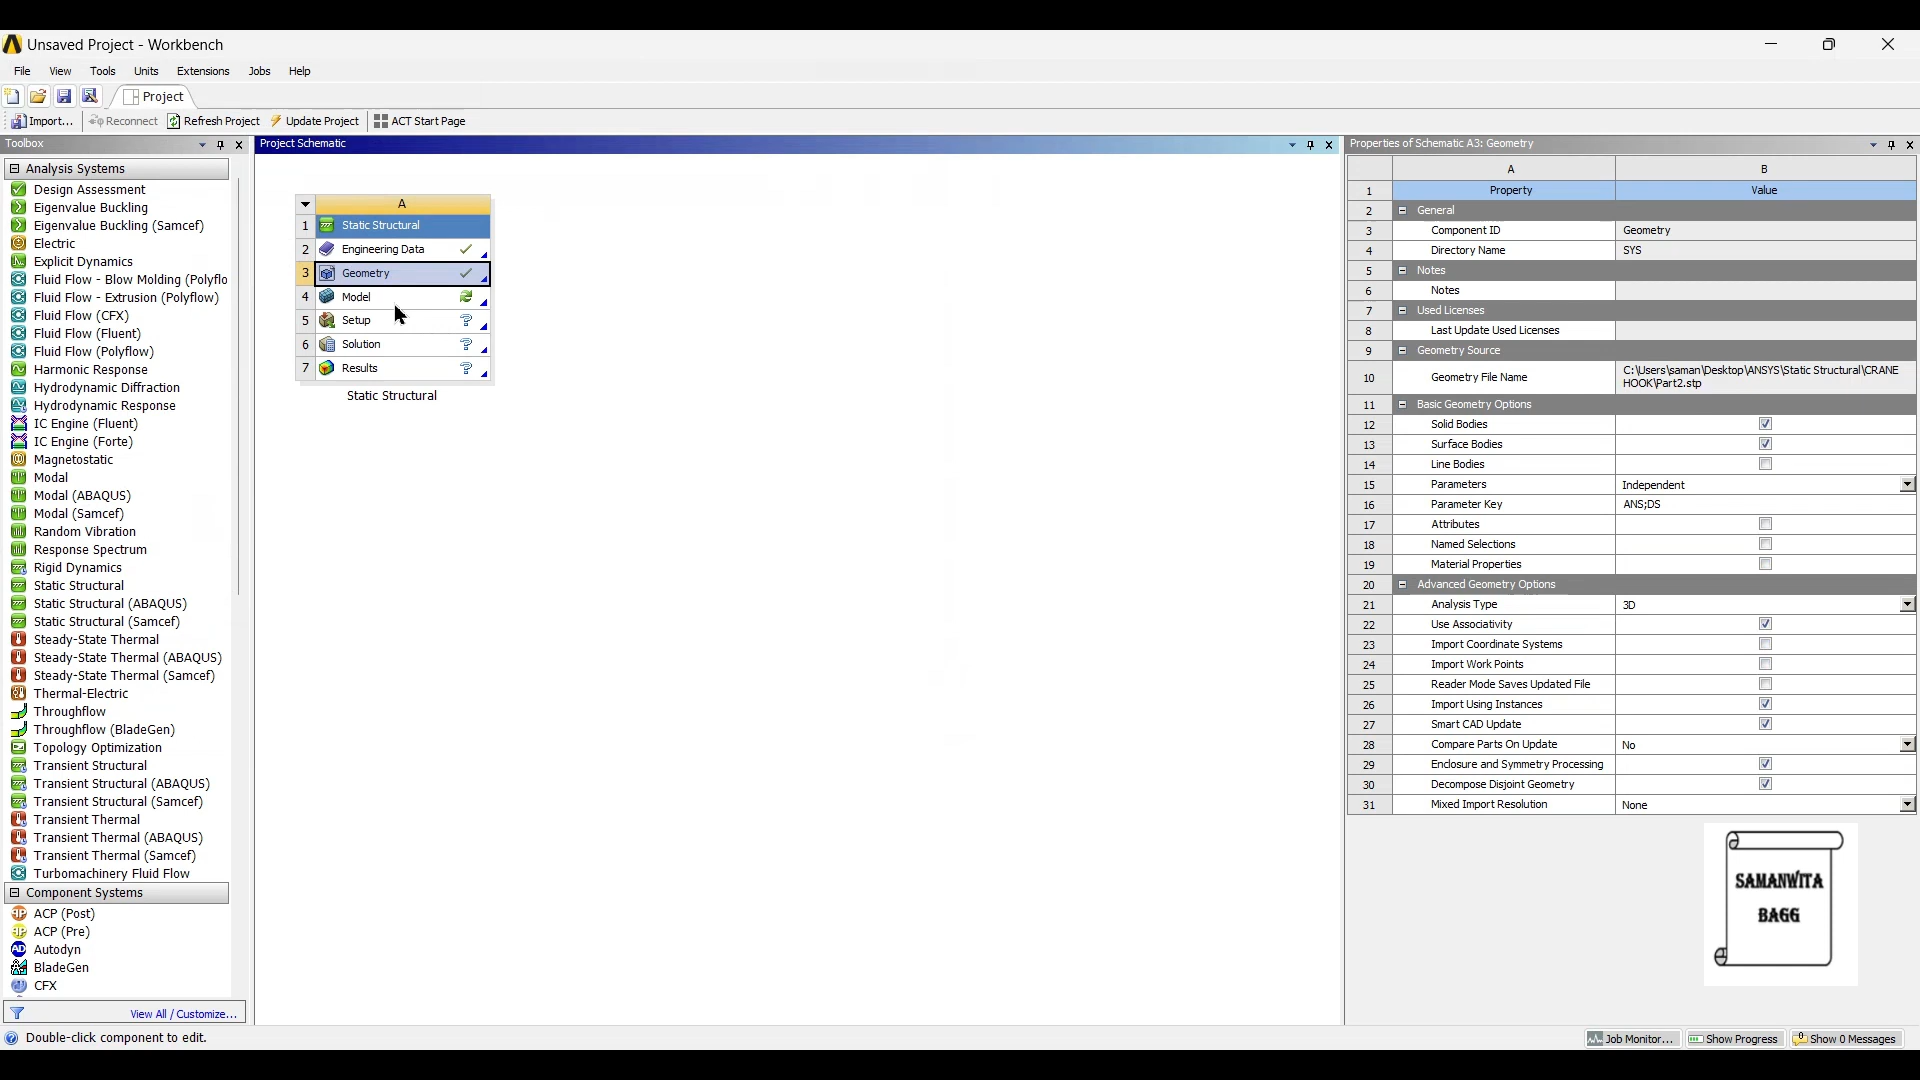 Unsaved Project - Workbench
File View Tools Units Extensions Jobs Help
Project
Import... Reconnect Refresh Project Update Project ACT Start Page
Toolbox
Analysis Systems
Design Assessment
Eigenvalue Buckling
Eigenvalue Buckling (Samcef)
Electric
Explicit Dynamics
Fluid Flow - Blow Molding (Polyflo
Fluid Flow - Extrusion (Polyflow)
Fluid Flow (CFX)
Fluid Flow (Fluent)
Fluid Flow (Polyflow)
Harmonic Response
Hydrodynamic Diffraction
Hydrodynamic Response
IC Engine (Fluent)
IC Engine (Forte)
Magnetostatic
Modal
Modal (ABAQUS)
Modal (Samcef)
Random Vibration
Response Spectrum
Rigid Dynamics
Static Structural
Static Structural (ABAQUS)
Static Structural (Samcef)
Steady-State Thermal
Steady-State Thermal (ABAQUS)
Steady-State Thermal (Samcef)
Thermal-Electric
Throughflow
Throughflow (BladeGen)
Topology Optimization
Transient Structural
Transient Structural (ABAQUS)
Transient Structural (Samcef)
Transient Thermal
Transient Thermal (ABAQUS)
Transient Thermal (Samcef)
Turbomachinery Fluid Flow
Component Systems
ACP (Post)
ACP (Pre)
Autodyn
BladeGen
CFX
View All / Customize...
Project Schematic
A
1 Static Structural
2 Engineering Data
3 Geometry
4 Model
5 Setup ?
6 Solution ?
7 Results ?
Static Structural
Properties of Schematic A3: Geometry
A B
1 Property Value
2 General
3 Component ID Geometry
4 Directory Name SYS
5 Notes
6 Notes
7 Used Licenses
8 Last Update Used Licenses
9 Geometry Source
10 Geometry File Name C:\Users\saman\Desktop\ANSYS\Static Structural\CRANE
HOOK\Part2.stp
11 Basic Geometry Options
12 Solid Bodies
13 Surface Bodies
14 Line Bodies
15 Parameters Independent
16 Parameter Key ANS;DS
17 Attributes
18 Named Selections
19 Material Properties
20 Advanced Geometry Options
21 Analysis Type 3D
22 Use Associativity
23 Import Coordinate Systems
24 Import Work Points
25 Reader Mode Saves Updated File
26 Import Using Instances
27 Smart CAD Update
28 Compare Parts On Update No
29 Enclosure and Symmetry Processing
30 Decompose Disjoint Geometry
31 Mixed Import Resolution None
SAMANWITA
BAGG
Double-click component to edit.
Job Monitor... Show Progress Show 0 Messages